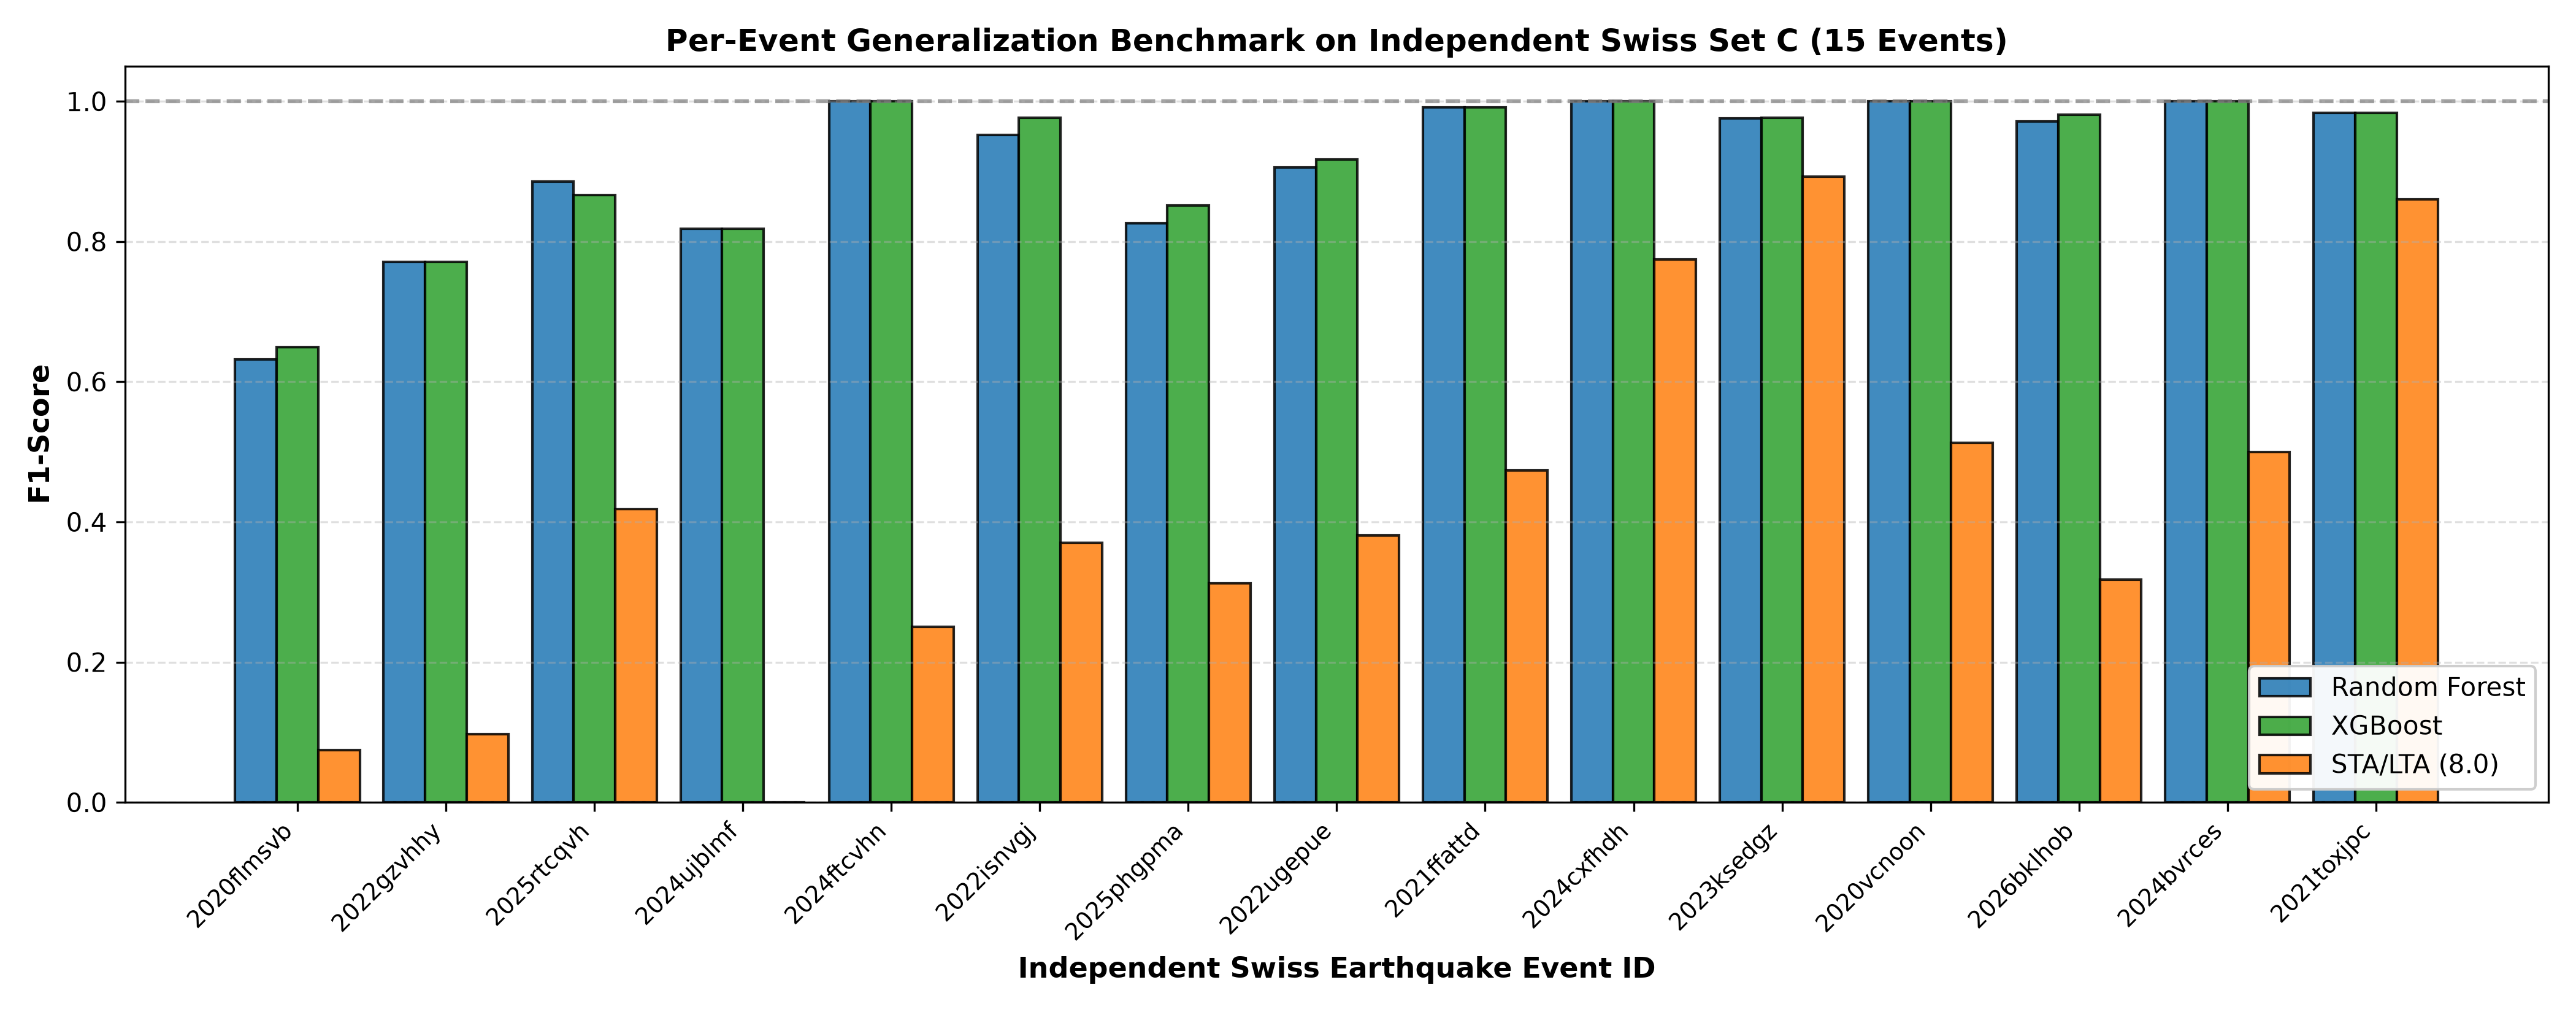 Per-Event Generalization Benchmark on Independent Swiss Set C (15 Events)
F1-Score
1.0
0.8
0.6
0.4
0.2
0.0
Random Forest
XGBoost
STA/LTA (8.0)
2020flmsvb
2022gzvhhy
2025rtcqvh
2024ujblmf
2024ftcvhn
2022isnvgj
2025phgpma
2022ugepue
2021ffattd
2024cxfhdh
2023ksedgz
2020vcnoon
2026bklhob
2024bvrces
2021toxjpc
Independent Swiss Earthquake Event ID